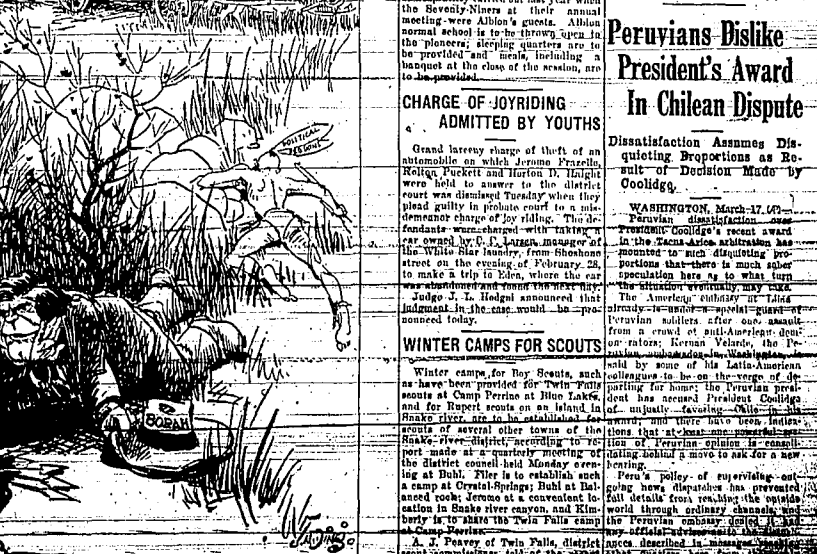 POLITICAL
BORAH
the Seventy-Niners at their annual
meeting were Albion's guests. Albion
normal school is to be thrown open to
the pioneers; sleeping quarters are to
be provided and meals, including a
banquet at the close of the session, are
to be provided.
CHARGE OF JOYRIDING
ADMITTED BY YOUTHS
Grand larceny charge of theft of an
automobile on which Jerome Frazello,
Puckett and Horton D. Haight
were held to answer to the district
court was dismissed Tuesday when they
plead guilty in probate court to a mis-
demeanor charge of joy riding. The de-
fendants were charged with taking a
car owned by C. P. Larsen, manager of
the White Star laundry, from Shoshone
street on the evening of February 28,
to make a trip to Eden, where the car
was abandoned and found the next day.
Judge J. L. Hodgin announced that
judgment in the case would be pro-
nounced today.
WINTER CAMPS FOR SCOUTS
Winter camps for Boy Scouts, such
as have been provided for Twin Falls
scouts at Camp Perrine at Blue Lakes,
and for Rupert scouts on an island in
Snake river, are to be established for
scouts of several other towns of the
Snake river district, according to re-
port made at a quarterly meeting of
the district council held Monday even-
ing at Buhl. Filer is to establish such
a camp at Crystal Springs; Buhl at Bal-
anced rock; Jerome at a convenient lo-
cation in Snake river canyon, and Kim-
berly is to share the Twin Falls camp
at Camp Perrine.
A. J. Peavey of Twin Falls, district
Peruvians Dislike
President's Award
In Chilean Dispute
Dissatisfaction Assumes Dis-
quieting Proportions as Re-
sult of Decision Made by
Coolidge.
WASHINGTON, March 17 (AP)—
Peruvian dissatisfaction over
President Coolidge's recent award
in the Tacna-Arica arbitration has
mounted to such disquieting pro-
portions that there is much sober
speculation here as to what turn
the situation eventually may take.
The American embassy at Lima
already is under a special guard of
Peruvian soldiers after one assault
from a crowd of anti-American demon-
strators; Hernan Velarde, the Pe-
ruvian ambassador in Washington, is
said by some of his Latin-American
colleagues to be on the verge of de-
parting for home; the Peruvian presi-
dent has accused President Coolidge
of unjustly favoring Chile in his
award; and there have been indica-
tions that at least one powerful sec-
tion of Peruvian opinion is consoli-
dating behind a move to ask for a new
hearing.
Peru's policy of supervising out-
going news dispatches has prevented
full details from reaching the outside
world through ordinary channels, and
the Peruvian embassy denied it had
any official advices as to the
described in messages